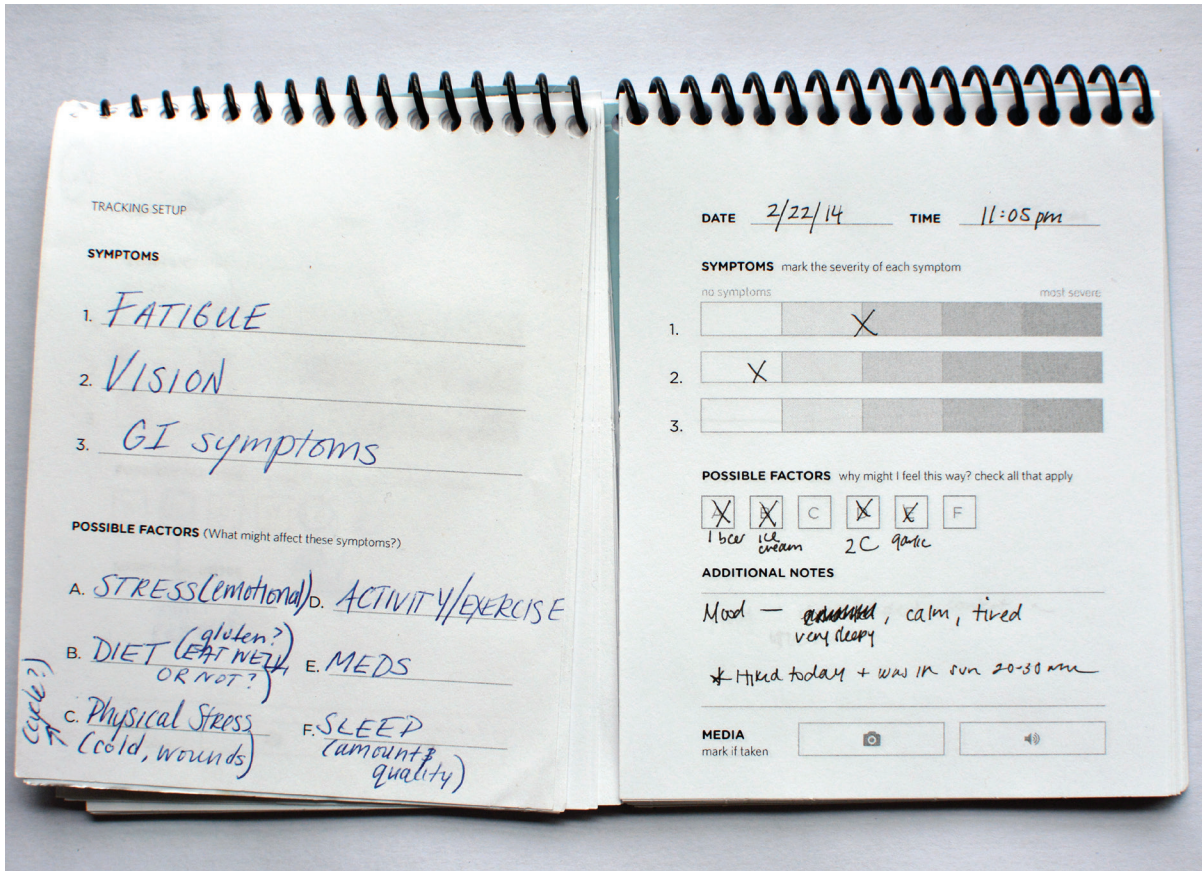 TRACKING SETUP
SYMPTOMS
1. FATIGUE
2. VISION
3. GI symptoms
POSSIBLE FACTORS (What might affect these symptoms?)
A. STRESS (emotional)
B. DIET (gluten?
EAT WELL
OR NOT?)
C. Physical Stress
(cold, wounds)
(cycle?)
D. ACTIVITY/EXERCISE
E. MEDS
F. SLEEP
(amount &
quality)
DATE 2/22/14 TIME 11:05 pm
SYMPTOMS mark the severity of each symptom
no symptoms most severe
1.
2.
3.
POSSIBLE FACTORS why might I feel this way? check all that apply
A B C D E F
1 beer ice cream 2C garlic
ADDITIONAL NOTES
Mood — , calm, tired
very sleepy
* today + was in sun 20-30
MEDIA
mark if taken